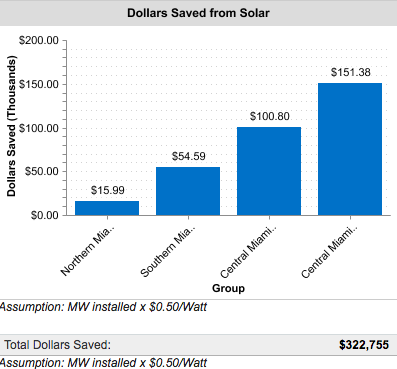 Dollars Saved from Solar
Dollars Saved (Thousands)
$200.00
$150.00
$100.00
$50.00
$0.00
$15.99
$54.59
$100.80
$151.38
Northern Mia..
Southern Mia..
Central Miami..
Central Miami..
Group
Assumption: MW installed x $0.50/Watt
Total Dollars Saved: $322,755
Assumption: MW installed x $0.50/Watt